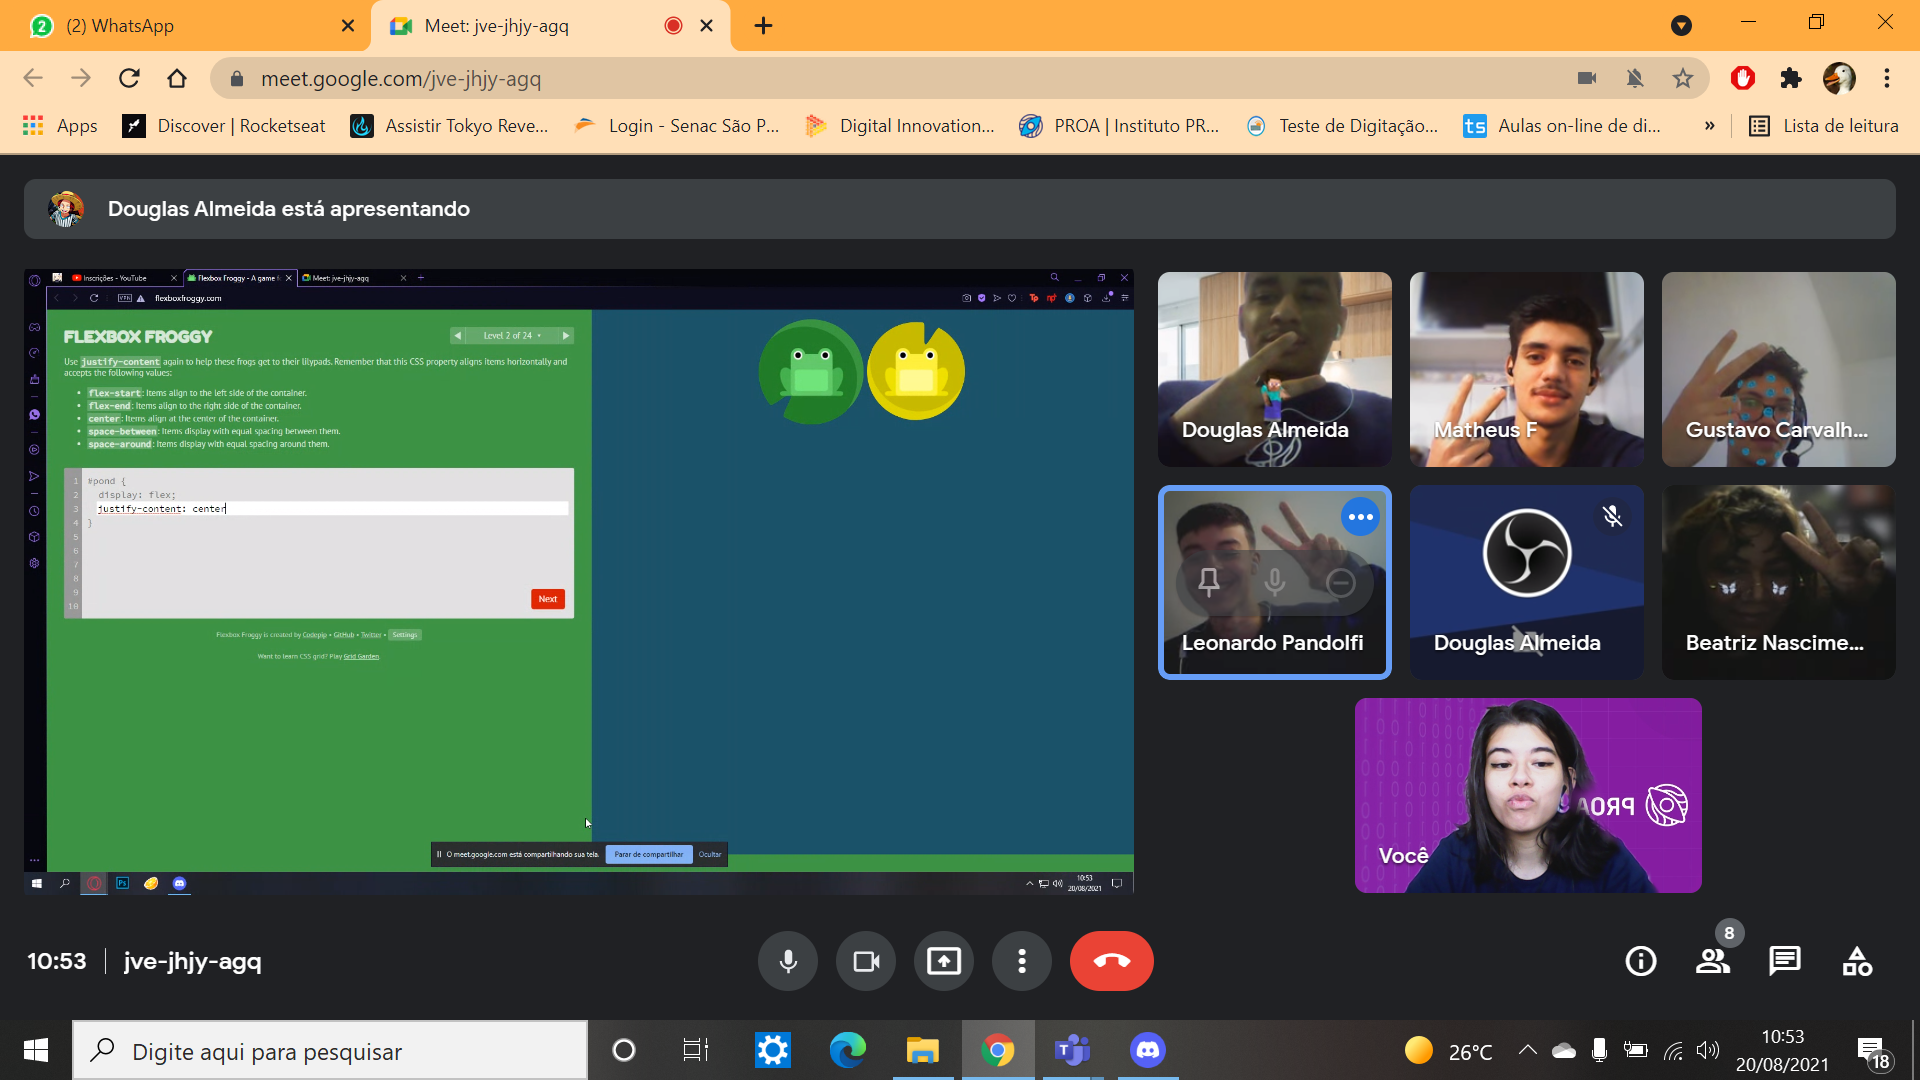 (2) WhatsApp
Meet: jve-jhjy-agq
meet.google.com/jve-jhjy-agq
Apps
Discover | Rocketseat
Assistir Tokyo Reve...
Login - Senac São P...
Digital Innovation...
PROA | Instituto PR...
ts
Teste de Digitação...
Aulas on-line de di...
»
Lista de leitura
Douglas Almeida está apresentando
Inscrições - YouTube
Flexbox Froggy - A game f
Meet: jve-jhjy-agq
VPN
flexboxfroggy.com
FLEXBOX FROGGY
Level 2 of 24
Use justify-content again to help these frogs get to their lilypads. Remember that this CSS property aligns items horizontally and
accepts the following values:
• flex-start: Items align to the left side of the container.
• flex-end: Items align to the right side of the container.
• center: Items align at the center of the container.
• space-between: Items display with equal spacing between them.
• space-around: Items display with equal spacing around them.
1 #pond {
2 display: flex;
3 justify-content: center
4 }
5
6
7
8
9
10
Next
Flexbox Froggy is created by Codepip • GitHub • Twitter • Settings
Want to learn CSS grid? Play Grid Garden.
O meet.google.com está compartilhando sua tela.
Parar de compartilhar
Ocultar
Ps
10:53
20/08/2021
Douglas Almeida
Matheus F
Gustavo Carvalh...
Leonardo Pandolfi
Douglas Almeida
Beatriz Nascime...
PROA
Você
10:53
jve-jhjy-agq
8
Digite aqui para pesquisar
26°C
10:53
20/08/2021
18